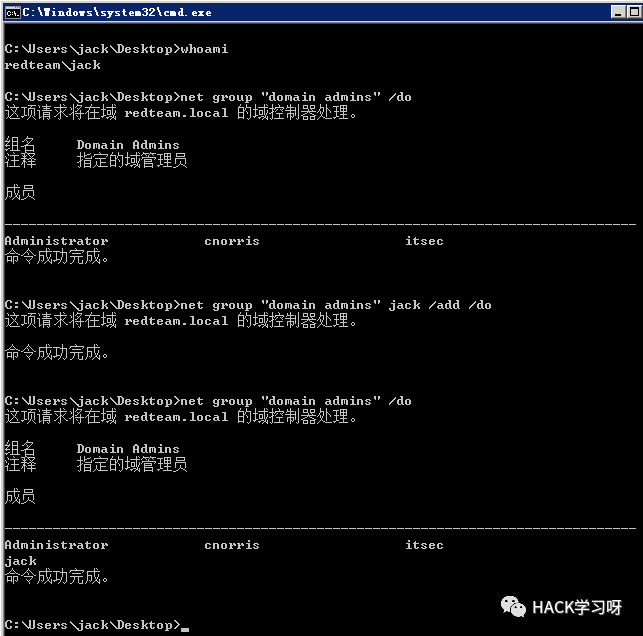 C:\Windows\system32\cmd.exe
C:\Users\jack\Desktop>whoami
redteam\jack
C:\Users\jack\Desktop>net group "domain admins" /do
这项请求将在域 redteam.local 的域控制器处理。
组名     Domain Admins
注释     指定的域管理员
成员
-------------------------------------------------------------------------------
Administrator            cnorris                  itsec
命令成功完成。
C:\Users\jack\Desktop>net group "domain admins" jack /add /do
这项请求将在域 redteam.local 的域控制器处理。
命令成功完成。
C:\Users\jack\Desktop>net group "domain admins" /do
这项请求将在域 redteam.local 的域控制器处理。
组名     Domain Admins
注释     指定的域管理员
成员
-------------------------------------------------------------------------------
Administrator            cnorris                  itsec
jack
命令成功完成。
C:\Users\jack\Desktop>_
HACK学习呀